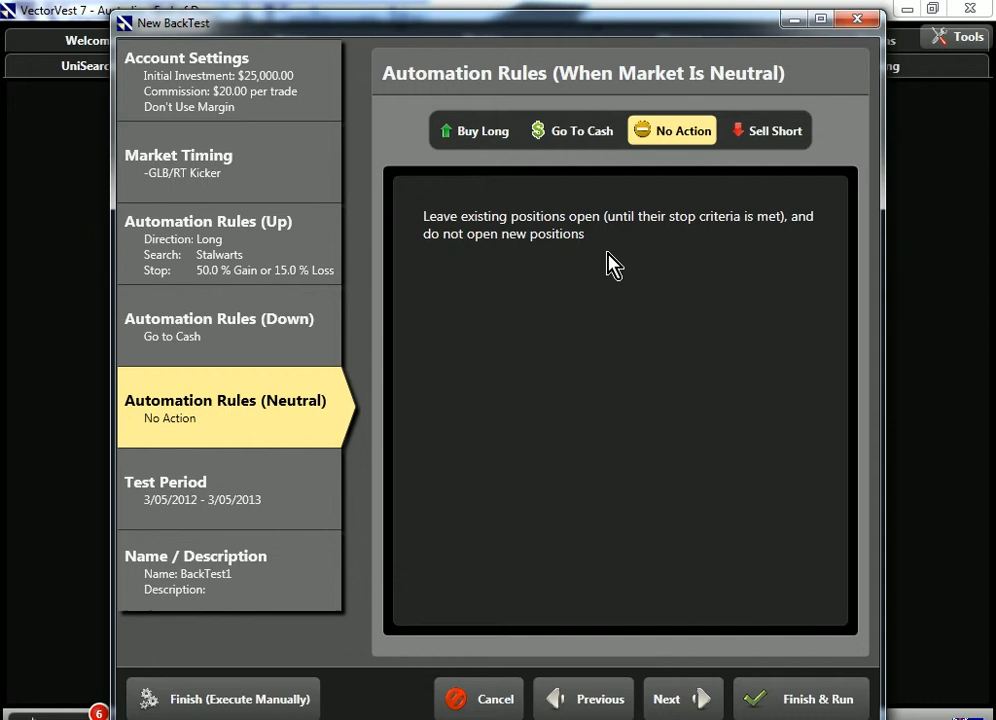 VectorVest 7 - Au
New BackTest
Welcom
Tools
UniSearc
ng
Account Settings
Initial Investment: $25,000.00
Commission: $20.00 per trade
Don't Use Margin
Market Timing
-GLB/RT Kicker
Automation Rules (Up)
Direction: Long
Search: Stalwarts
Stop: 50.0 % Gain or 15.0 % Loss
Automation Rules (Down)
Go to Cash
Automation Rules (Neutral)
No Action
Test Period
3/05/2012 - 3/05/2013
Name / Description
Name: BackTest1
Description:
Automation Rules (When Market Is Neutral)
Buy Long
Go To Cash
No Action
Sell Short
Leave existing positions open (until their stop criteria is met), and
do not open new positions
Finish (Execute Manually)
Cancel
Previous
Next
Finish & Run
6